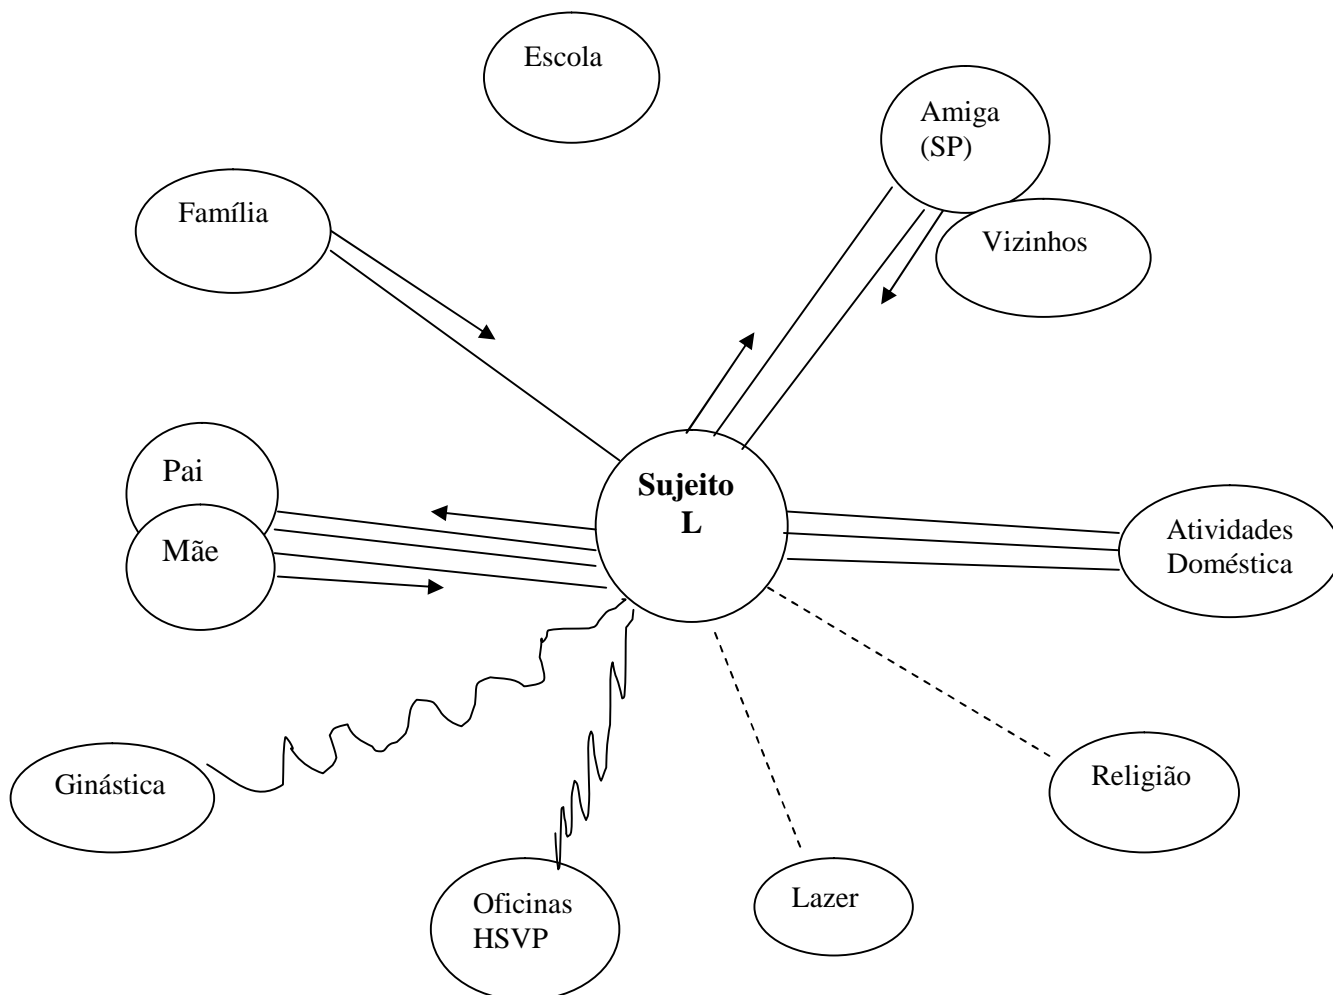 Escola
Amiga
(SP)
Família
Vizinhos
Pai
Sujeito
L
Mãe
Atividades
Doméstica
Religião
Ginástica
Lazer
Oficinas
HSVP